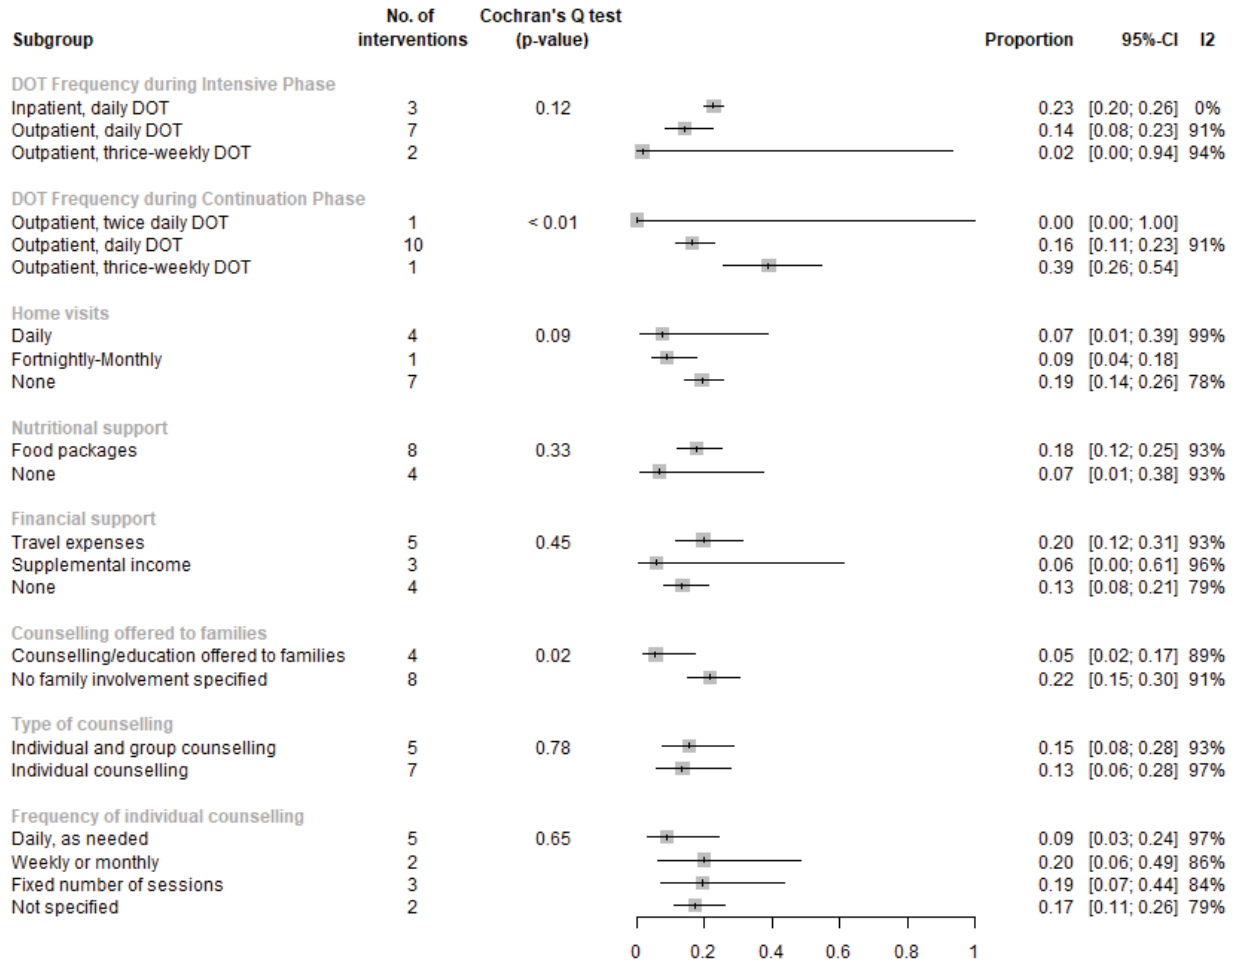 No. of Cochran's Q test
Subgroup interventions (p-value) Proportion 95%-CI I2
DOT Frequency during Intensive Phase
Inpatient, daily DOT 3 0.12 0.23 [0.20; 0.26] 0%
Outpatient, daily DOT 7 0.14 [0.08; 0.23] 91%
Outpatient, thrice-weekly DOT 2 0.02 [0.00; 0.94] 94%
DOT Frequency during Continuation Phase
Outpatient, twice daily DOT 1 < 0.01 0.00 [0.00; 1.00]
Outpatient, daily DOT 10 0.16 [0.11; 0.23] 91%
Outpatient, thrice-weekly DOT 1 0.39 [0.26; 0.54]
Home visits
Daily 4 0.09 0.07 [0.01; 0.39] 99%
Fortnightly-Monthly 1 0.09 [0.04; 0.18]
None 7 0.19 [0.14; 0.26] 78%
Nutritional support
Food packages 8 0.33 0.18 [0.12; 0.25] 93%
None 4 0.07 [0.01; 0.38] 93%
Financial support
Travel expenses 5 0.45 0.20 [0.12; 0.31] 93%
Supplemental income 3 0.06 [0.00; 0.61] 96%
None 4 0.13 [0.08; 0.21] 79%
Counselling offered to families
Counselling/education offered to families 4 0.02 0.05 [0.02; 0.17] 89%
No family involvement specified 8 0.22 [0.15; 0.30] 91%
Type of counselling
Individual and group counselling 5 0.78 0.15 [0.08; 0.28] 93%
Individual counselling 7 0.13 [0.06; 0.28] 97%
Frequency of individual counselling
Daily, as needed 5 0.65 0.09 [0.03; 0.24] 97%
Weekly or monthly 2 0.20 [0.06; 0.49] 86%
Fixed number of sessions 3 0.19 [0.07; 0.44] 84%
Not specified 2 0.17 [0.11; 0.26] 79%
0 0.2 0.4 0.6 0.8 1